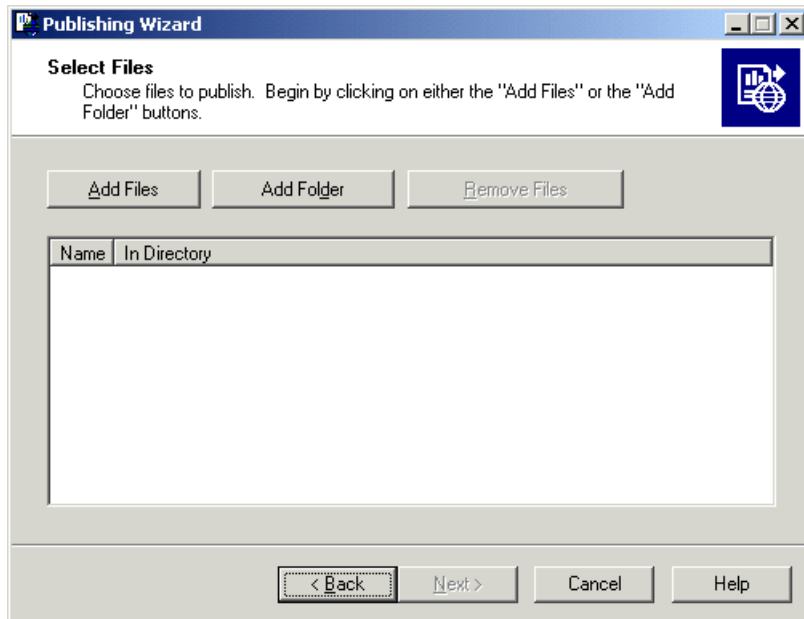 Publishing Wizard
Select Files
Choose files to publish.  Begin by clicking on either the "Add Files" or the "Add
Folder" buttons.
Add Files
Add Folder
Remove Files
Name
In Directory
< Back
Next >
Cancel
Help